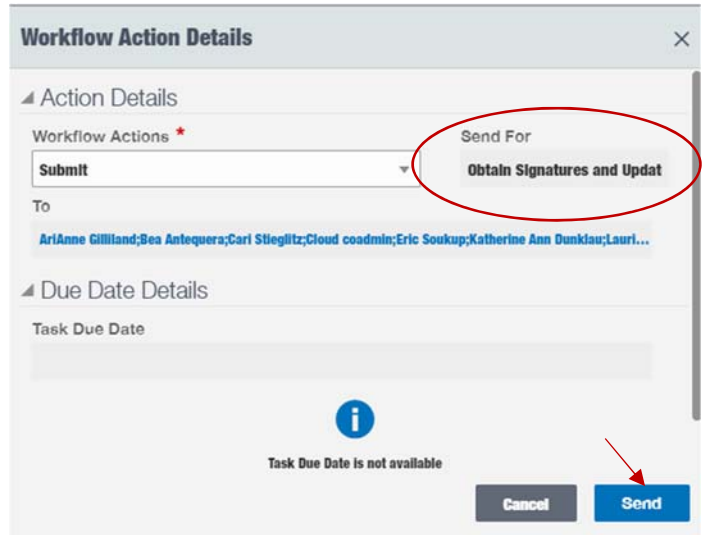 Workflow Action Details
Action Details
Workflow Actions *
Send For
Submit
Obtain Signatures and Updat
To
AriAnne Gilliland;Bea Antequera;Carl Stieglitz;Cloud coadmin;Eric Soukup;Katherine Ann Dunklau;Lauri...
Due Date Details
Task Due Date
Task Due Date is not available
Cancel
Send